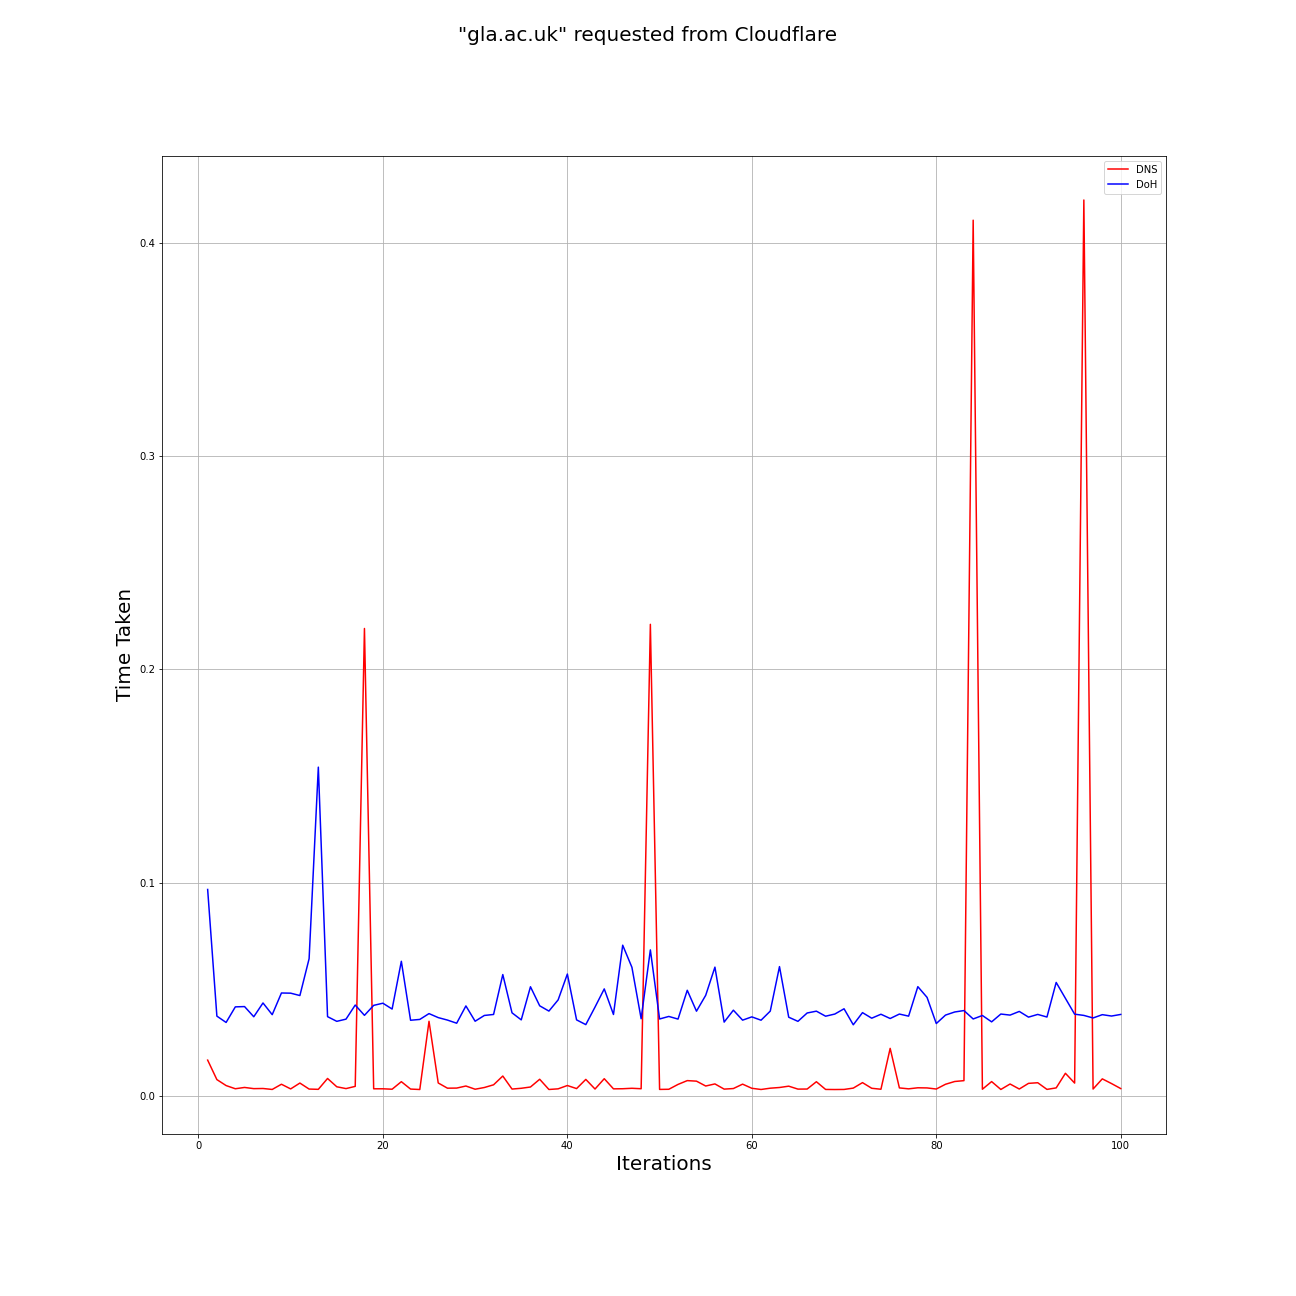 "gla.ac.uk" requested from Cloudflare
DNS
DoH
0.4
0.3
0.2
0.1
0.0
Time Taken
0 20 40 60 80 100
Iterations